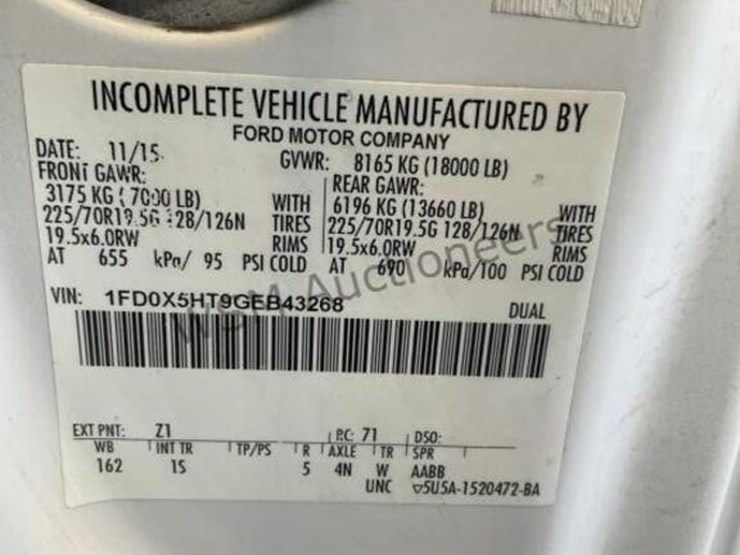 INCOMPLETE VEHICLE MANUFACTURED BY
FORD MOTOR COMPANY
DATE: 11/15 GVWR: 8165 KG (18000 LB)
FRONT GAWR: REAR GAWR:
3175 KG (7000 LB) WITH 6196 KG (13660 LB) WITH
225/70R19.5G 128/126N TIRES 225/70R19.5G 128/126N TIRES
19.5x6.0RW RIMS 19.5x6.0RW RIMS
AT 655 kPa/ 95 PSI COLD AT 690 kPa/100 PSI COLD
VIN: 1FD0X5HT9GEB43268 DUAL
WSM Auctioneers
EXT PNT: Z1 RC: 71 DSO:
WB INT TR TP/PS R AXLE TR SPR
162 1S 5 4N W AABB
UNC ▽5U5A-1520472-BA